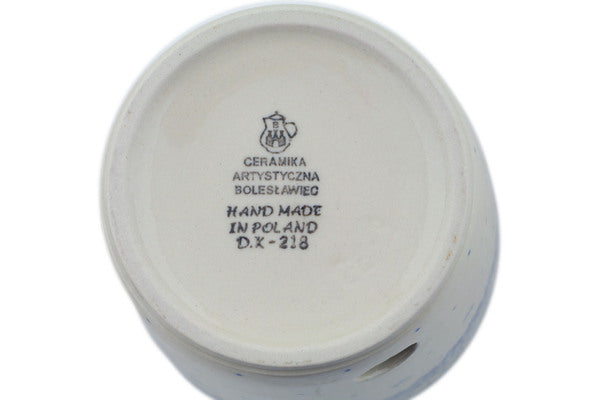 B
CERAMIKA
ARTYSTYCZNA
BOLESŁAWIEC
HAND MADE
IN POLAND
D.X-218